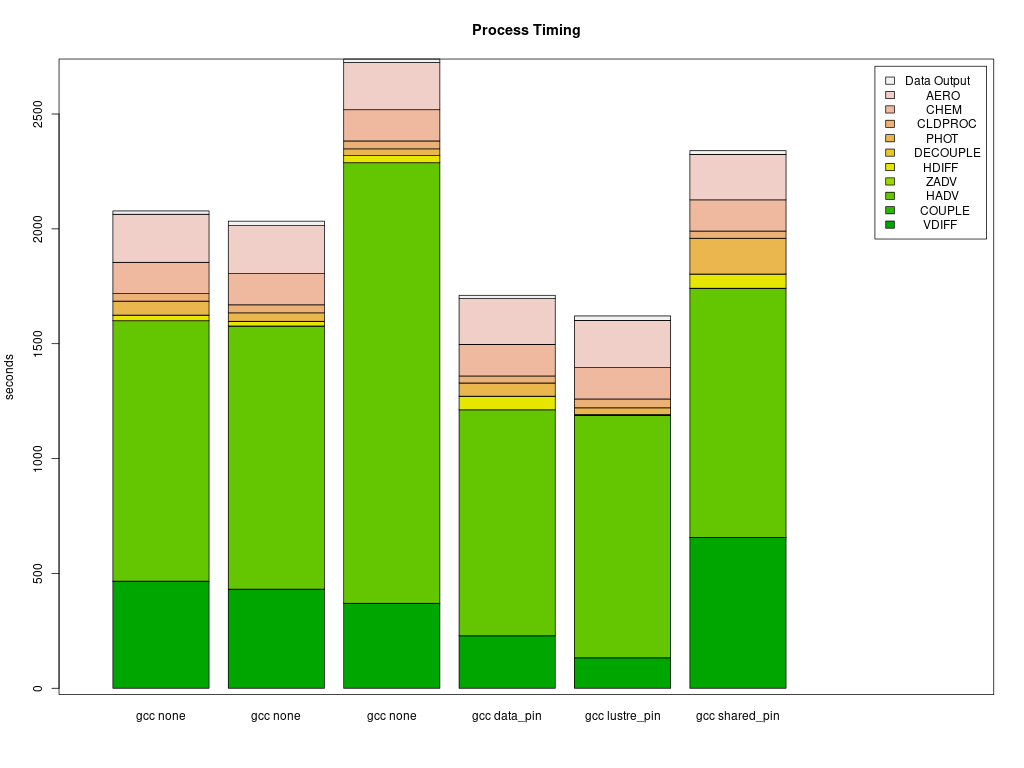 Process Timing
Data Output
AERO
CHEM
CLDPROC
PHOT
DECOUPLE
HDIFF
ZADV
HADV
COUPLE
VDIFF
seconds
2500
2000
1500
1000
500
0
gcc none gcc none gcc none gcc data_pin gcc lustre_pin gcc shared_pin